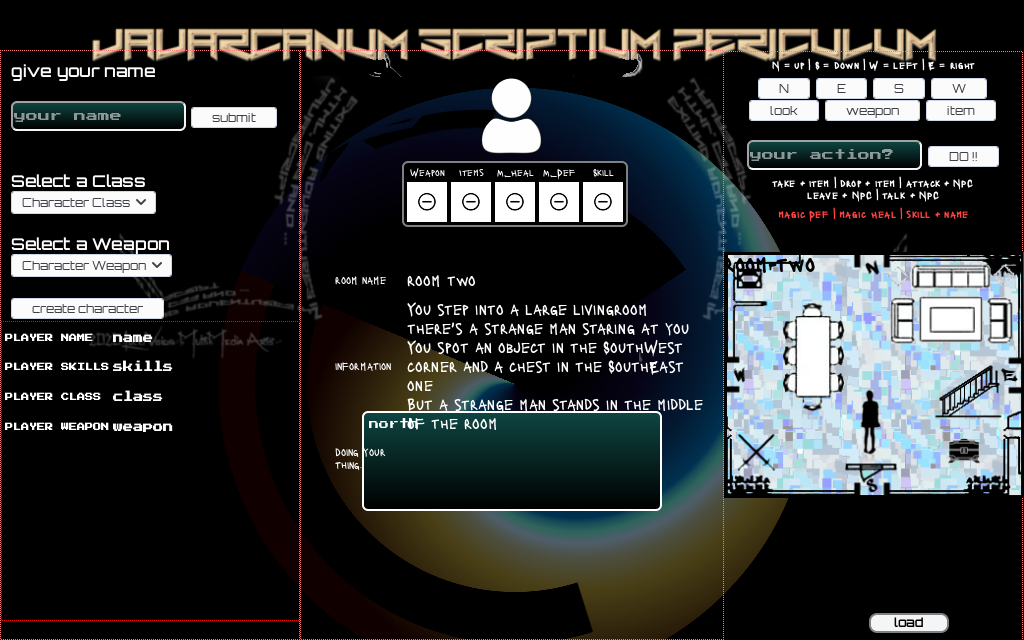 JAVARCANUM SCRIPTIUM PERICULUM
give your name
your name
submit
Select a Class
Character Class
Select a Weapon
Character Weapon
create character
PLAYER NAME name
PLAYER SKILLS skills
PLAYER CLASS class
PLAYER WEAPON weapon
WEAPON ITEMS M_HEAL M_DEF SKILL
ROOM NAME ROOM TWO
INFORMATION
YOU STEP INTO A LARGE LIVINGROOM
THERE'S A STRANGE MAN STARING AT YOU
YOU SPOT AN OBJECT IN THE SOUTHWEST
CORNER AND A CHEST IN THE SOUTHEAST
ONE
BUT A STRANGE MAN STANDS IN THE MIDDLE
OF THE ROOM
north
DOING YOUR
THING.
N = UP | S = DOWN | W = LEFT | E = RIGHT
N E S W
look weapon item
your action?
DO !!
TAKE + ITEM | DROP + ITEM | ATTACK + NPC
LEAVE + NPC | TALK + NPC
MAGIC DEF | MAGIC HEAL | SKILL + NAME
ROOM-TWO
N
W
E
S
load